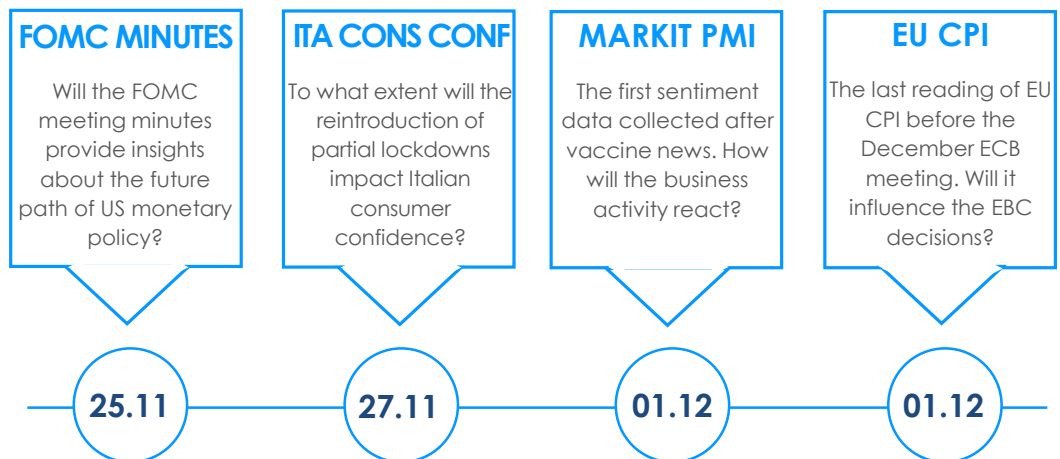 FOMC MINUTES
Will the FOMC
meeting minutes
provide insights
about the future
path of US monetary
policy?
25.11
ITA CONS CONF
To what extent will the
reintroduction of
partial lockdowns
impact Italian
consumer
confidence?
27.11
MARKIT PMI
The first sentiment
data collected after
vaccine news. How
will the business
activity react?
01.12
EU CPI
The last reading of EU
CPI before the
December ECB
meeting. Will it
influence the EBC
decisions?
01.12